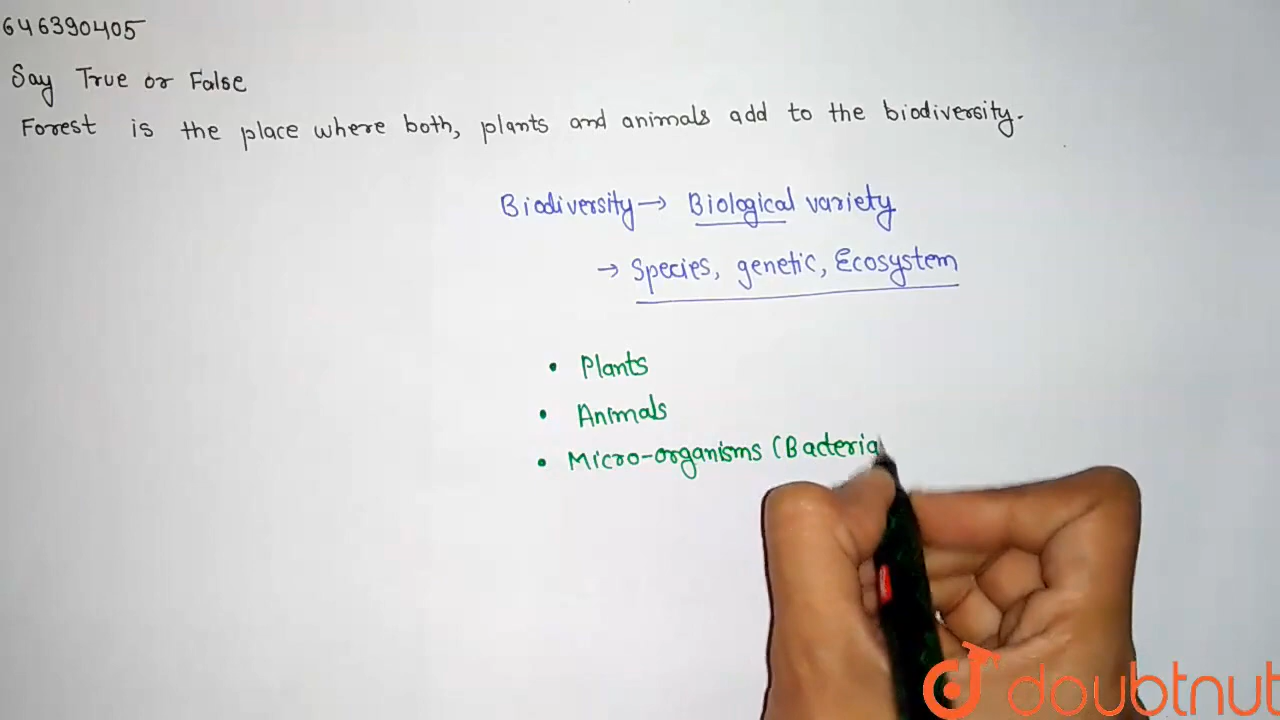 646390405
Say True or False
Forest is the place where both, plants and animals add to the biodiversity.
Biodiversity → Biological variety
→ Species, genetic, Ecosystem
• Plants
• Animals
• Micro-organisms (Bacteria
doubtnut